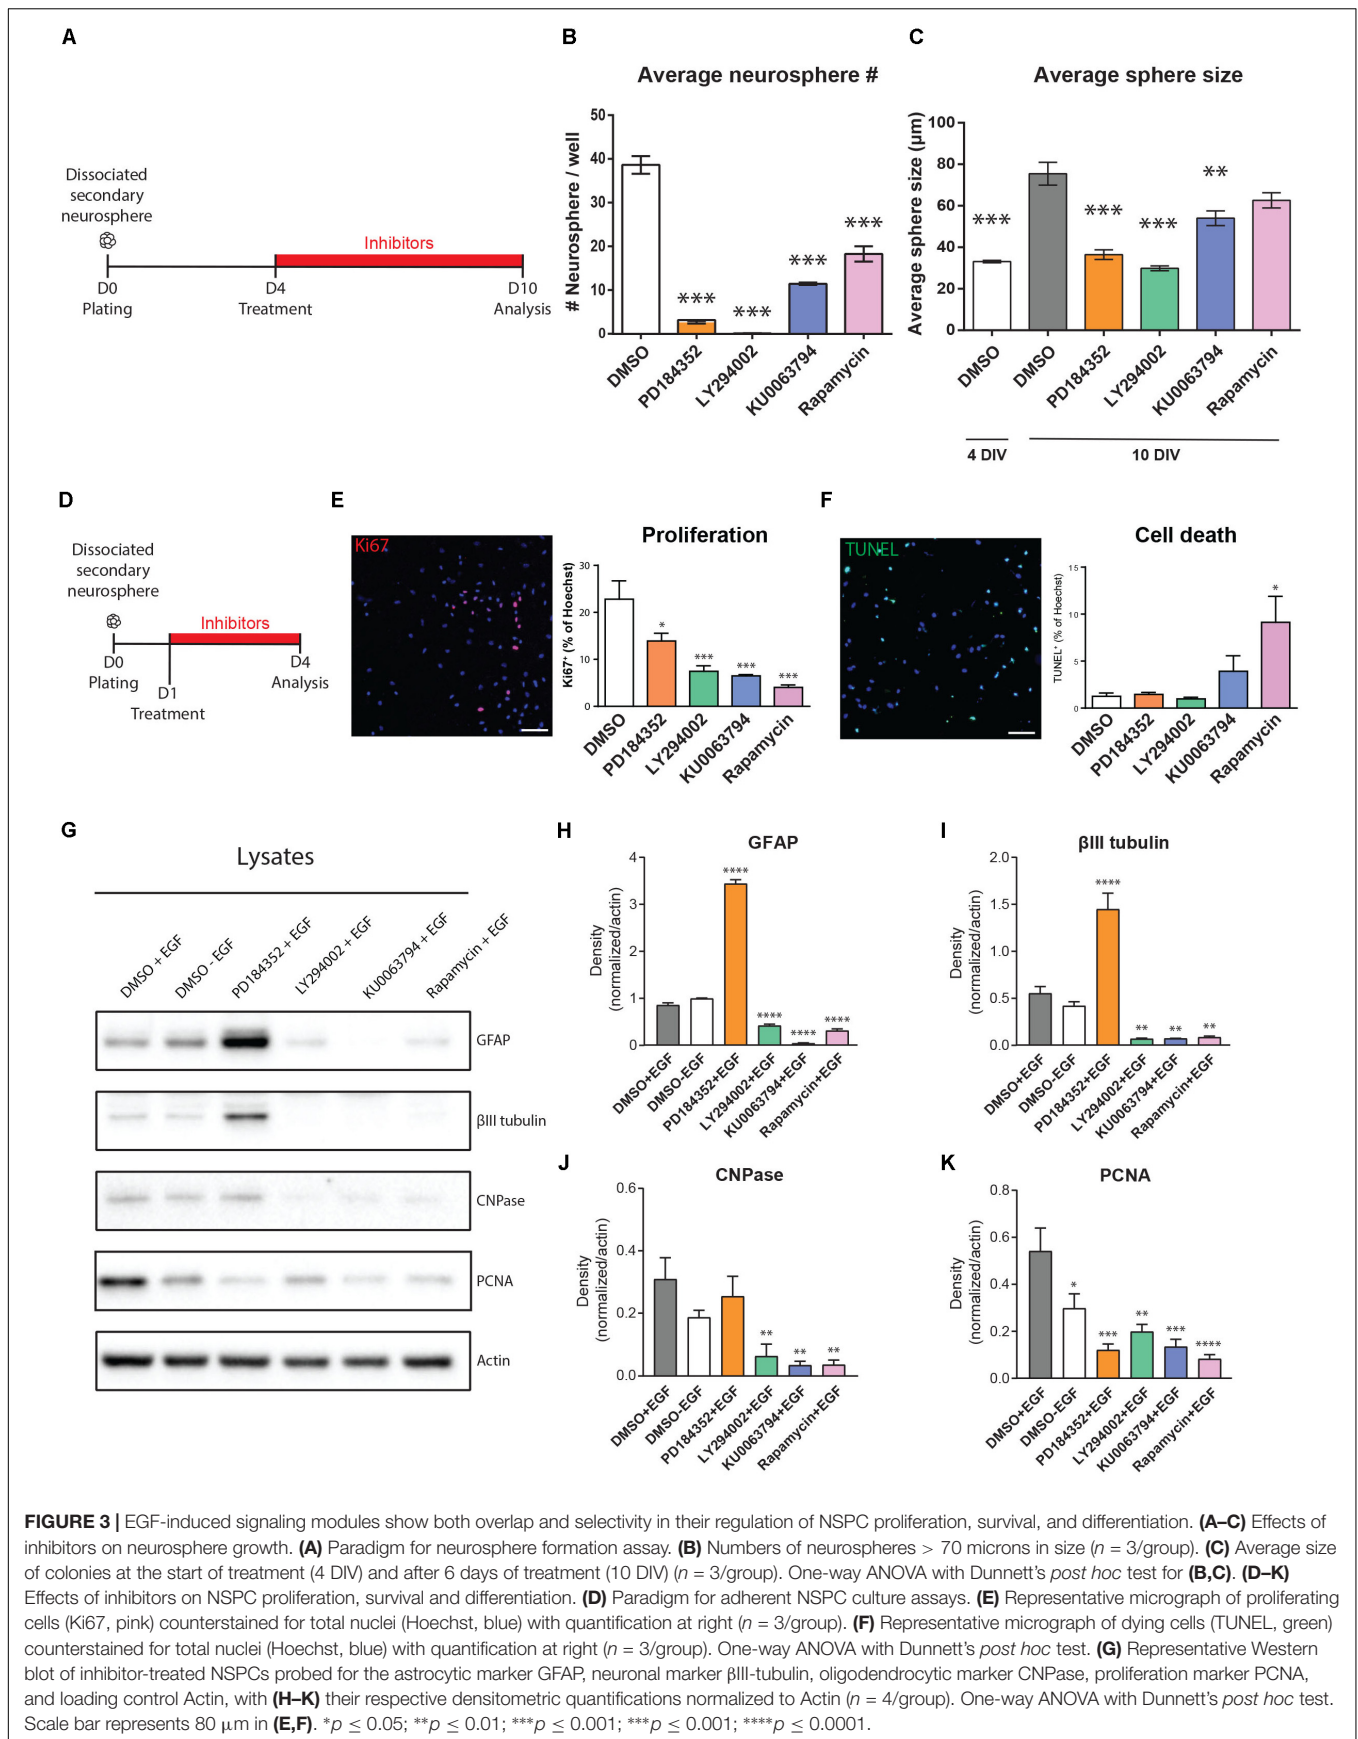 A
Dissociated
secondary
neurosphere
Inhibitors
D0
Plating
D4
Treatment
D10
Analysis
B
Average neurosphere #
# Neurosphere / well
50
40
30
20
10
0
***
***
***
***
DMSO
PD184352
LY294002
KU0063794
Rapamycin
C
Average sphere size
Average sphere size (μm)
100
80
60
40
20
0
***
***
***
**
DMSO
DMSO
PD184352
LY294002
KU0063794
Rapamycin
4 DIV
10 DIV
D
Dissociated
secondary
neurosphere
Inhibitors
D0
Plating
D1
Treatment
D4
Analysis
E
Ki67
Proliferation
Ki67⁺ (% of Hoechst)
30
20
10
0
*
***
***
***
DMSO
PD184352
LY294002
KU0063794
Rapamycin
F
TUNEL
Cell death
TUNEL⁺ (% of Hoechst)
15
10
5
0
*
DMSO
PD184352
LY294002
KU0063794
Rapamycin
G
Lysates
DMSO + EGF
DMSO - EGF
PD184352 + EGF
LY294002 + EGF
KU0063794 + EGF
Rapamycin + EGF
GFAP
βIII tubulin
CNPase
PCNA
Actin
H
GFAP
Density
(normalized/actin)
4
3
2
1
0
****
****
****
****
DMSO+EGF
DMSO-EGF
PD184352+EGF
LY294002+EGF
KU0063794+EGF
Rapamycin+EGF
I
βIII tubulin
Density
(normalized/actin)
2.0
1.5
1.0
0.5
0.0
****
**
**
**
DMSO+EGF
DMSO-EGF
PD184352+EGF
LY294002+EGF
KU0063794+EGF
Rapamycin+EGF
J
CNPase
Density
(normalized/actin)
0.6
0.4
0.2
0.0
**
**
**
DMSO+EGF
DMSO-EGF
PD184352+EGF
LY294002+EGF
KU0063794+EGF
Rapamycin+EGF
K
PCNA
Density
(normalized/actin)
0.8
0.6
0.4
0.2
0.0
*
***
**
***
****
DMSO+EGF
DMSO-EGF
PD184352+EGF
LY294002+EGF
KU0063794+EGF
Rapamycin+EGF
FIGURE 3 | EGF-induced signaling modules show both overlap and selectivity in their regulation of NSPC proliferation, survival, and differentiation. (A–C) Effects of
inhibitors on neurosphere growth. (A) Paradigm for neurosphere formation assay. (B) Numbers of neurospheres > 70 microns in size (n = 3/group). (C) Average size
of colonies at the start of treatment (4 DIV) and after 6 days of treatment (10 DIV) (n = 3/group). One-way ANOVA with Dunnett's post hoc test for (B,C). (D–K)
Effects of inhibitors on NSPC proliferation, survival and differentiation. (D) Paradigm for adherent NSPC culture assays. (E) Representative micrograph of proliferating
cells (Ki67, pink) counterstained for total nuclei (Hoechst, blue) with quantification at right (n = 3/group). (F) Representative micrograph of dying cells (TUNEL, green)
counterstained for total nuclei (Hoechst, blue) with quantification at right (n = 3/group). One-way ANOVA with Dunnett's post hoc test. (G) Representative Western
blot of inhibitor-treated NSPCs probed for the astrocytic marker GFAP, neuronal marker βIII-tubulin, oligodendrocytic marker CNPase, proliferation marker PCNA,
and loading control Actin, with (H–K) their respective densitometric quantifications normalized to Actin (n = 4/group). One-way ANOVA with Dunnett's post hoc test.
Scale bar represents 80 μm in (E,F). *p ≤ 0.05; **p ≤ 0.01; ***p ≤ 0.001; ***p ≤ 0.001; ****p ≤ 0.0001.